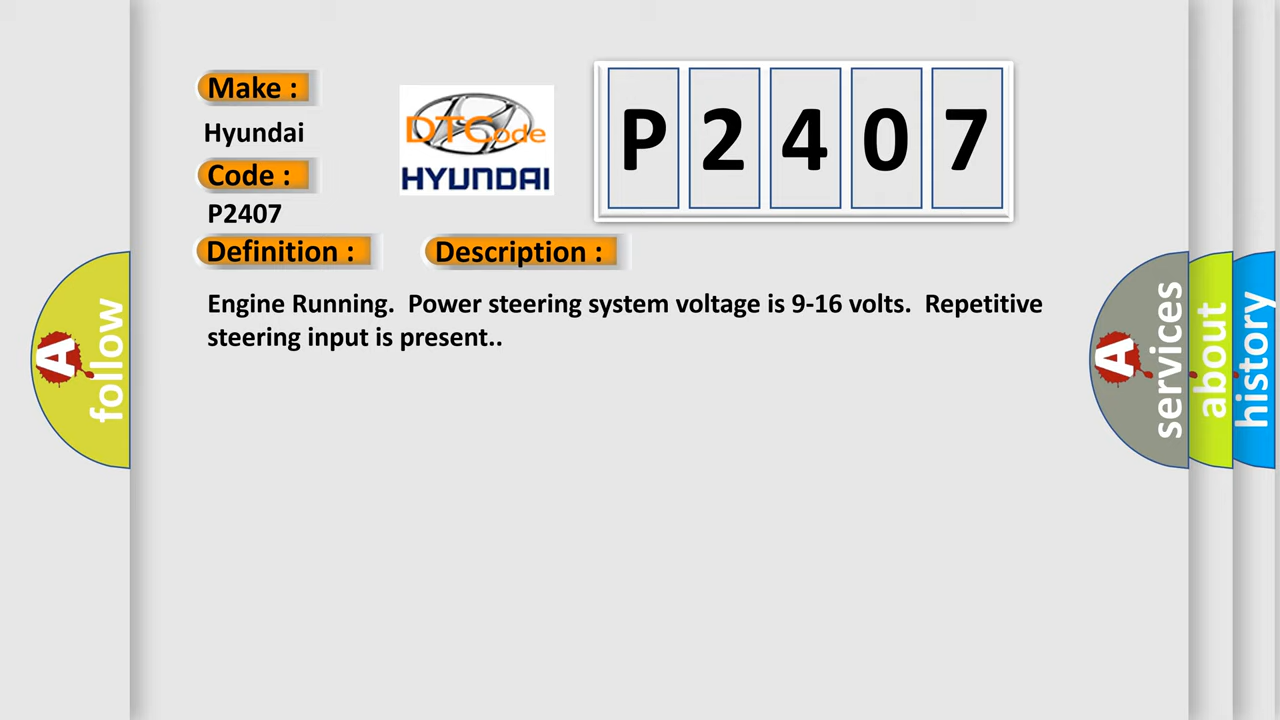 Make :
Hyundai
Code :
P2407
Definition :
Description :
Engine Running. Power steering system voltage is 9-16 volts. Repetitive
steering input is present..
DTCode
HYUNDAI
P 2 4 0 7
A follow
A services
about
history